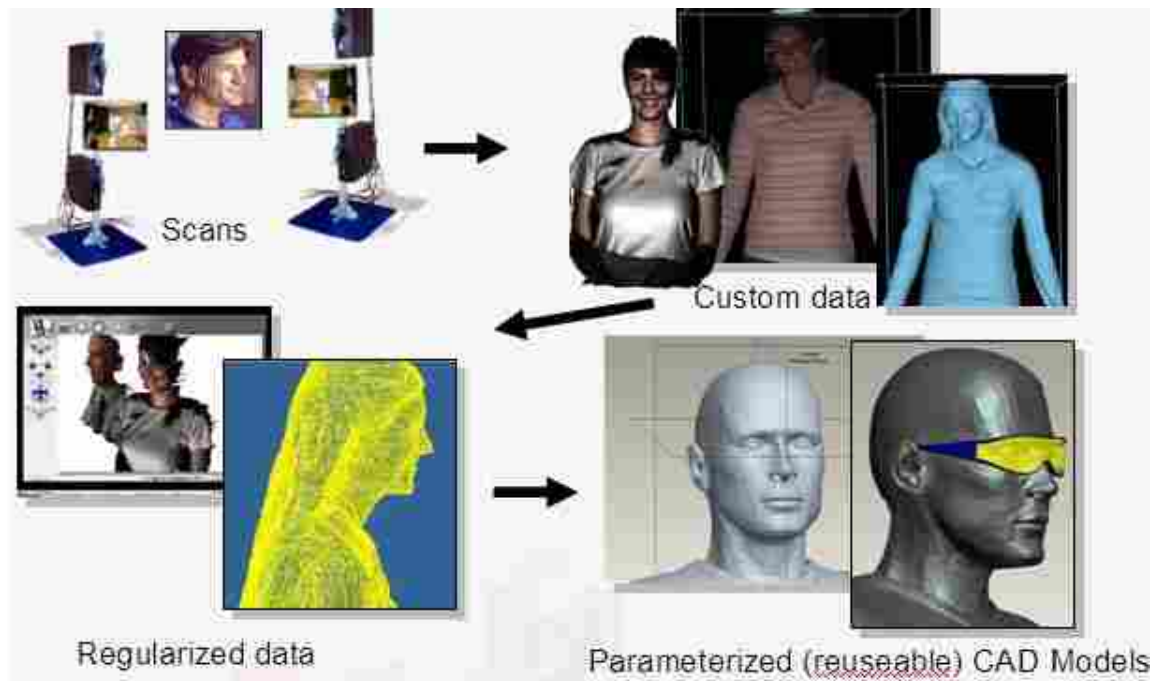 Scans
Custom data
Regularized data
Parameterized (reuseable) CAD Models